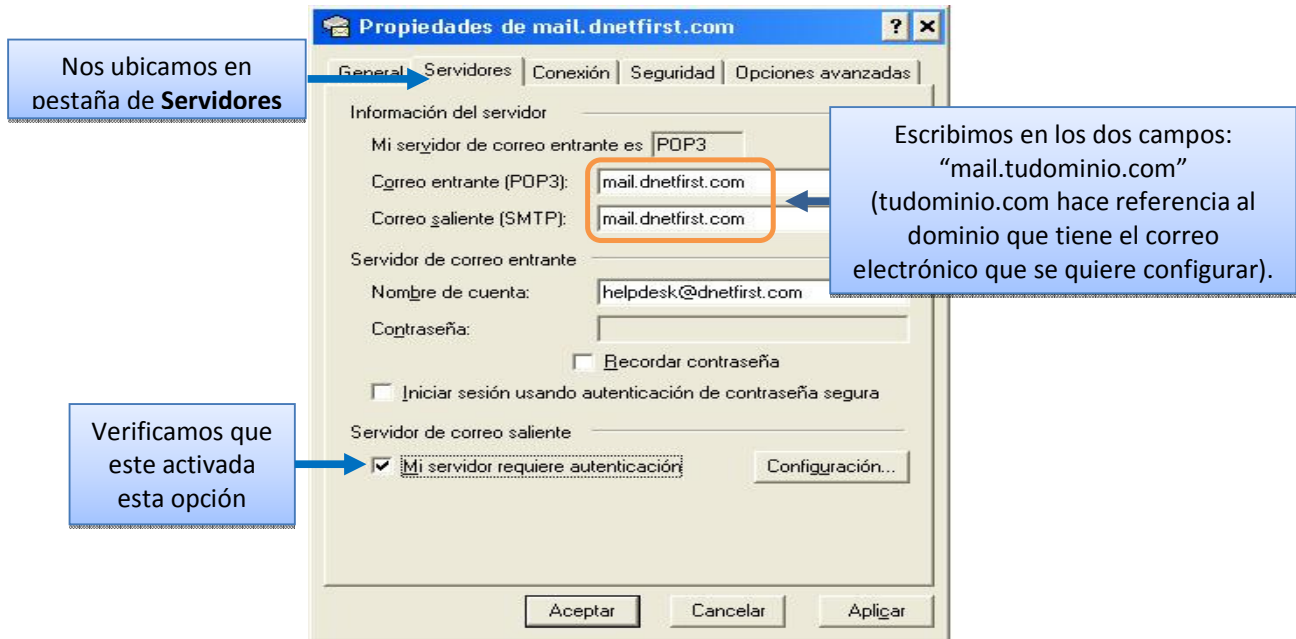 Propiedades de mail.dnetfirst.com
Nos ubicamos en
pestaña de Servidores
General Servidores Conexión Seguridad Opciones avanzadas
Información del servidor
Mi servidor de correo entrante es POP3
Correo entrante (POP3): mail.dnetfirst.com
Correo saliente (SMTP): mail.dnetfirst.com
Escribimos en los dos campos:
“mail.tudominio.com”
(tudominio.com hace referencia al
dominio que tiene el correo
electrónico que se quiere configurar).
Servidor de correo entrante
Nombre de cuenta: helpdesk@dnetfirst.com
Contraseña:
Recordar contraseña
Iniciar sesión usando autenticación de contraseña segura
Servidor de correo saliente
Verificamos que
este activada
esta opción
Mi servidor requiere autenticación Configuración...
Aceptar Cancelar Aplicar